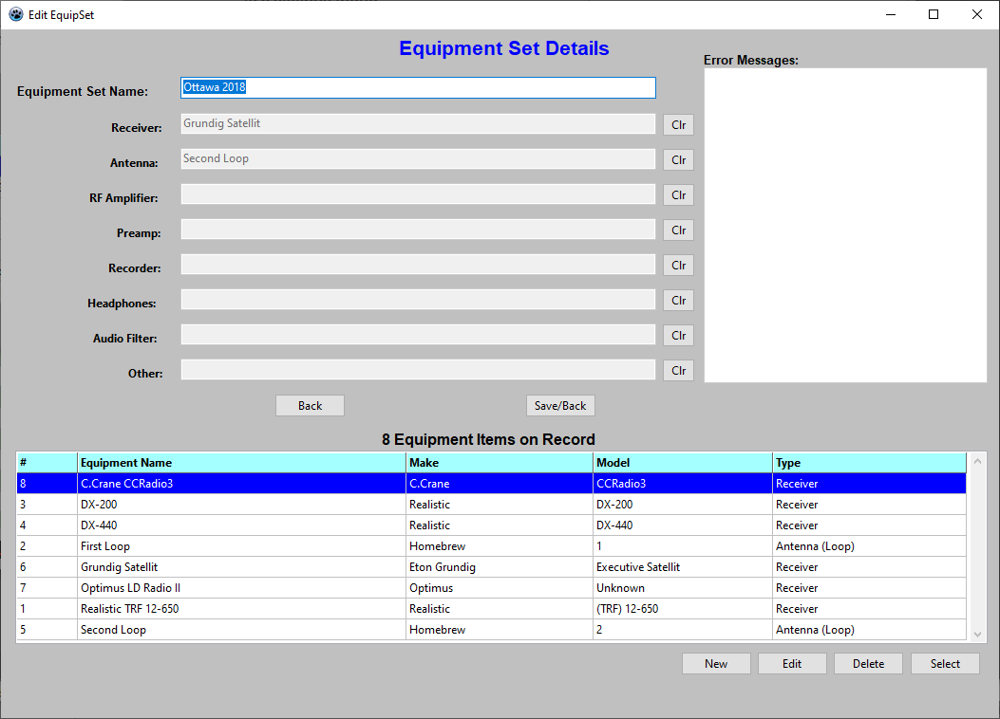 Edit EquipSet
Equipment Set Details
Error Messages:
Equipment Set Name: Ottawa 2018
Receiver: Grundig Satellit Clr
Antenna: Second Loop Clr
RF Amplifier: Clr
Preamp: Clr
Recorder: Clr
Headphones: Clr
Audio Filter: Clr
Other: Clr
Back Save/Back
8 Equipment Items on Record
# Equipment Name Make Model Type
8 C.Crane CCRadio3 C.Crane CCRadio3 Receiver
3 DX-200 Realistic DX-200 Receiver
4 DX-440 Realistic DX-440 Receiver
2 First Loop Homebrew 1 Antenna (Loop)
6 Grundig Satellit Eton Grundig Executive Satellit Receiver
7 Optimus LD Radio II Optimus Unknown Receiver
1 Realistic TRF 12-650 Realistic (TRF) 12-650 Receiver
5 Second Loop Homebrew 2 Antenna (Loop)
New Edit Delete Select